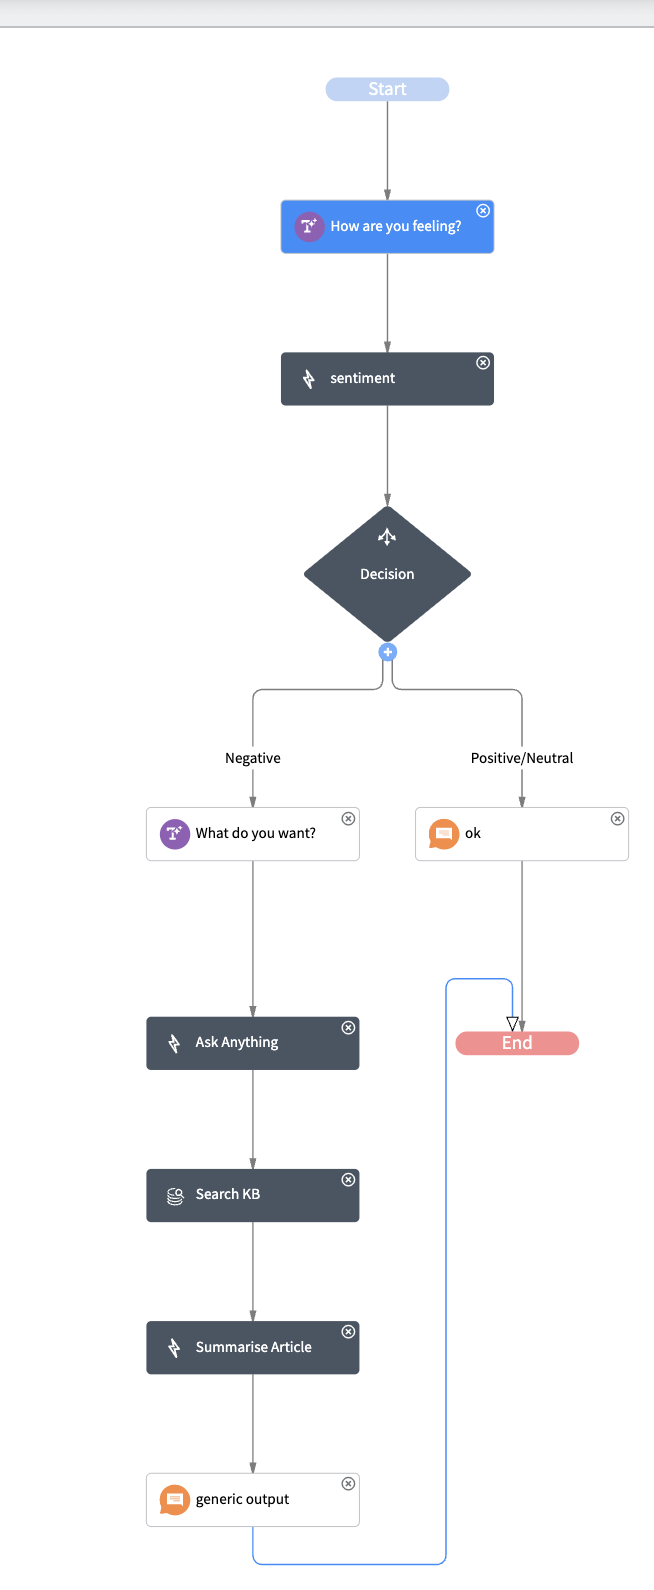 Start
How are you feeling?
sentiment
Decision
Negative
Positive/Neutral
What do you want?
ok
Ask Anything
End
Search KB
Summarise Article
generic output